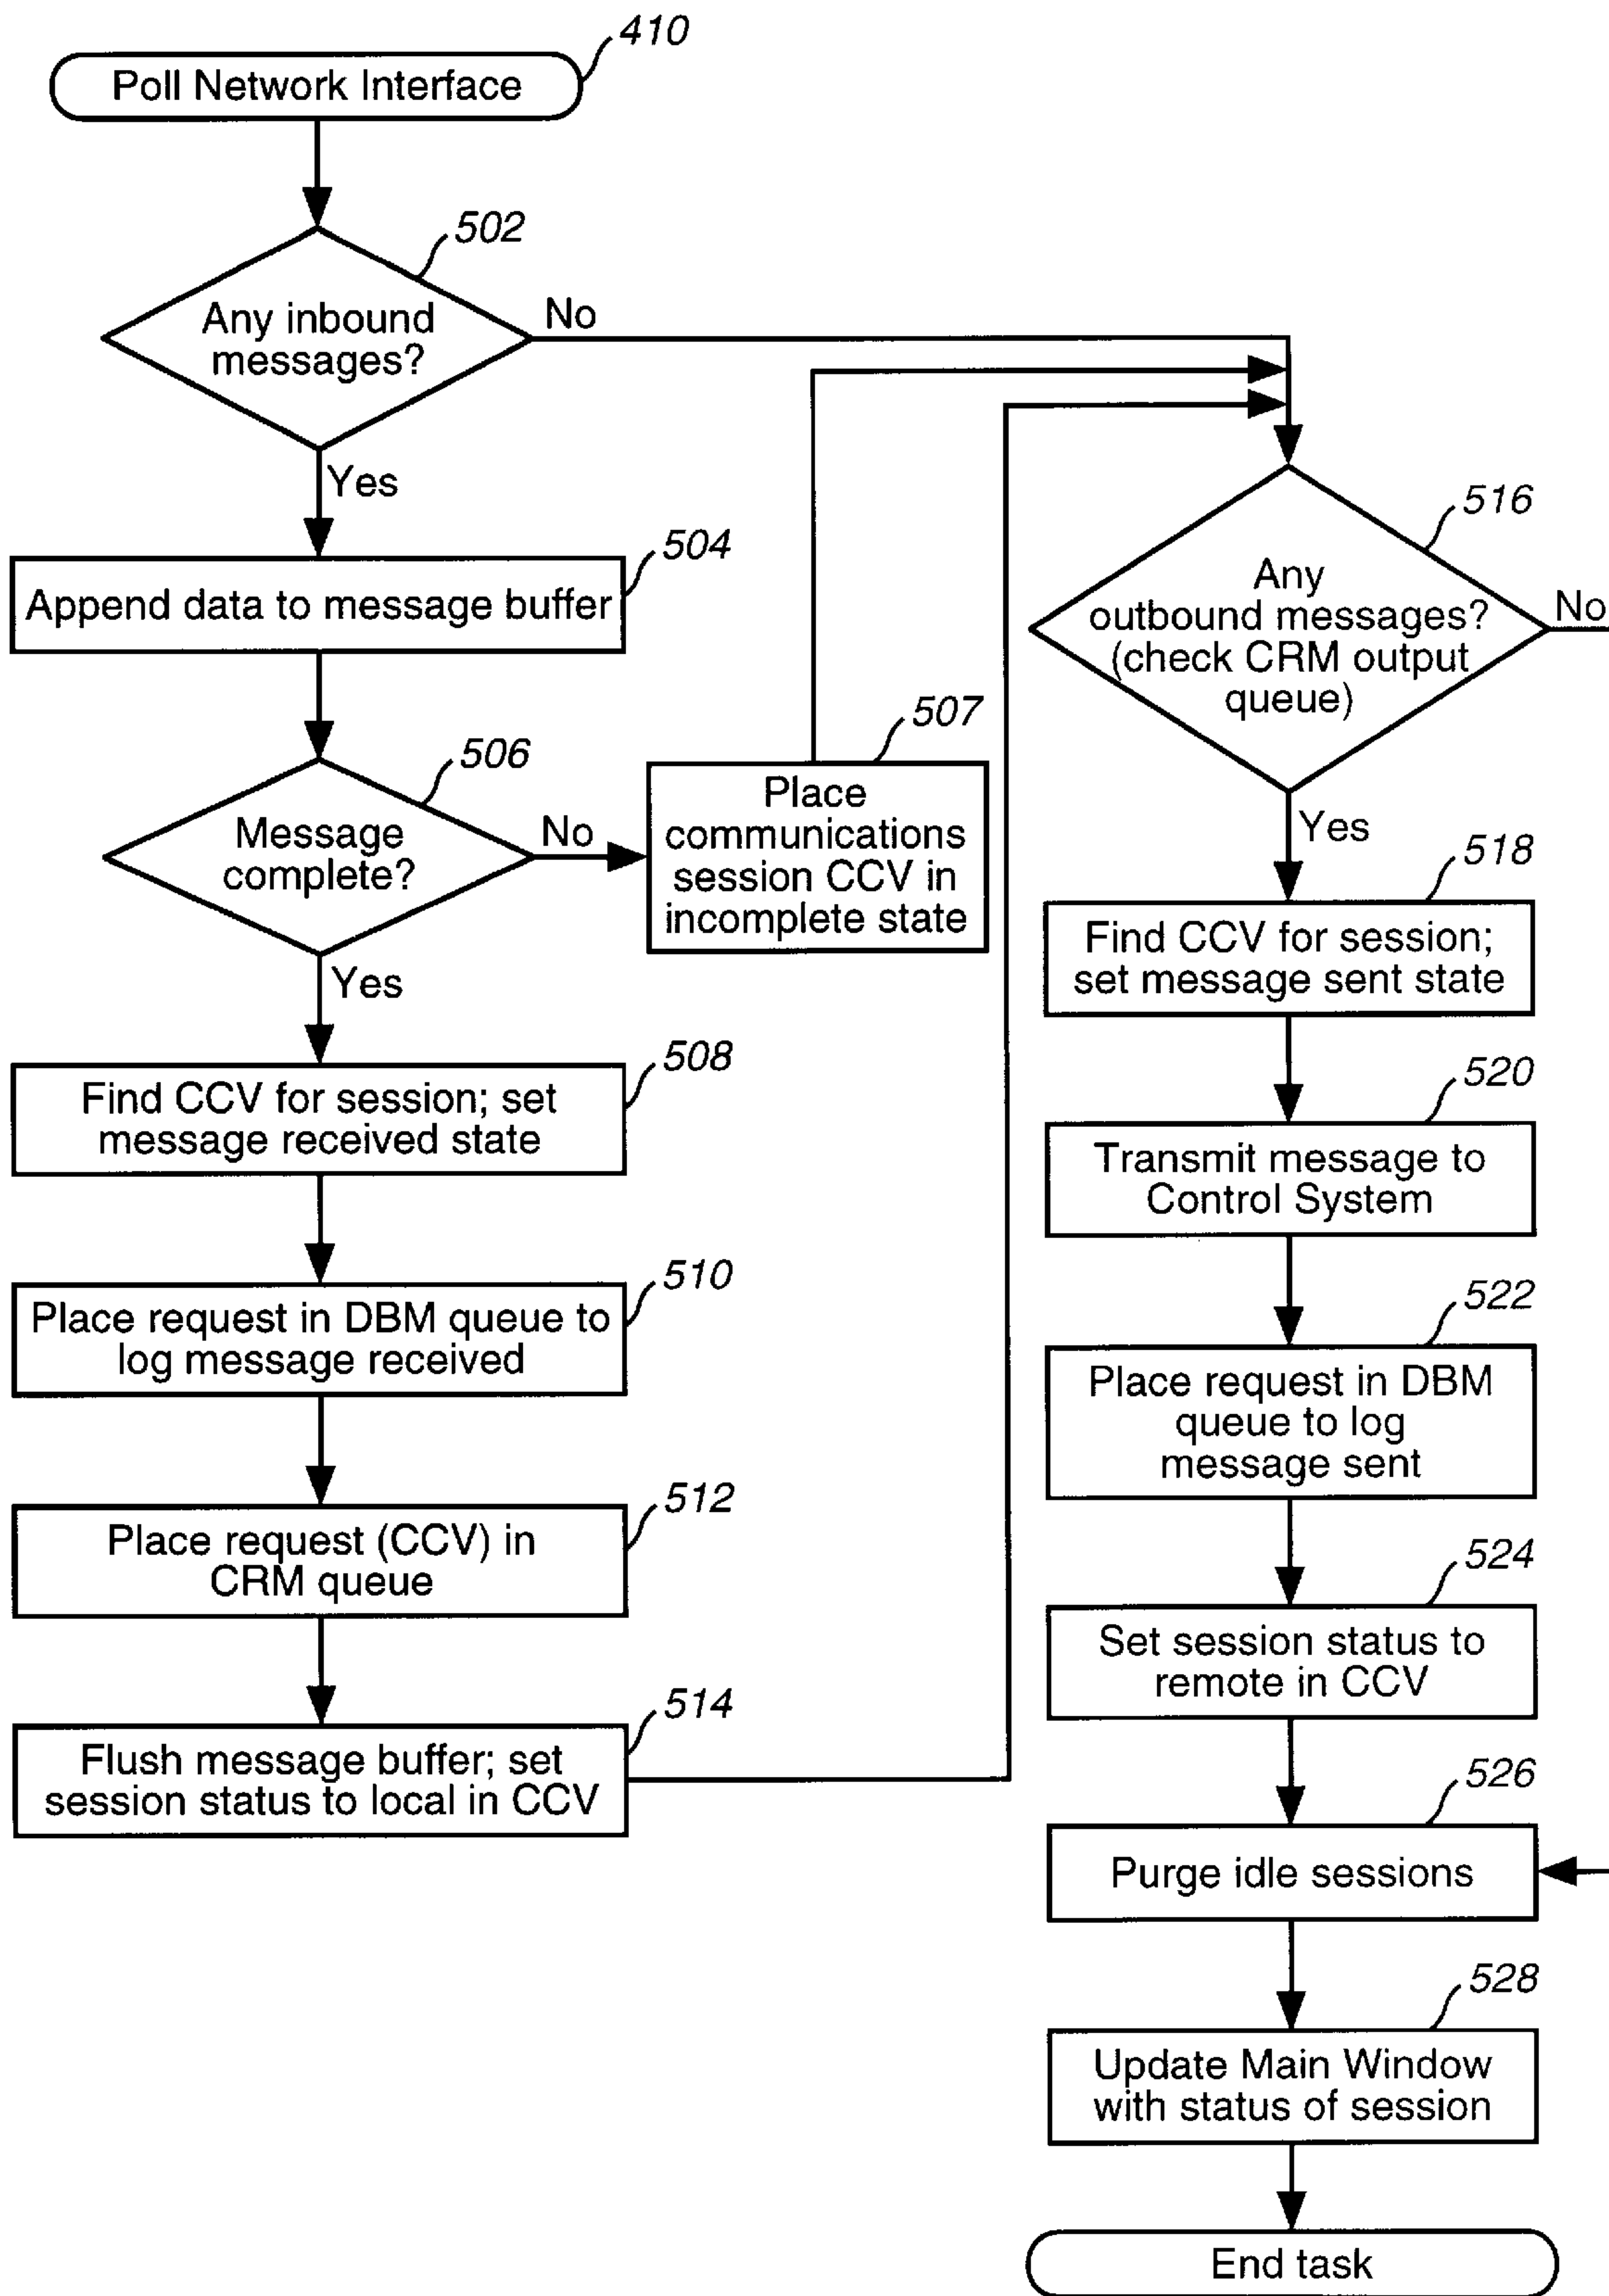 410
Poll Network Interface
502
Any inbound
messages?
No
Yes
504
Append data to message buffer
506
Message
complete?
No
507
Place
communications
session CCV in
incomplete state
Yes
508
Find CCV for session; set
message received state
510
Place request in DBM queue to
log message received
512
Place request (CCV) in
CRM queue
514
Flush message buffer; set
session status to local in CCV
516
Any
outbound messages?
(check CRM output
queue)
No
Yes
518
Find CCV for session;
set message sent state
520
Transmit message to
Control System
522
Place request in DBM
queue to log
message sent
524
Set session status to
remote in CCV
526
Purge idle sessions
528
Update Main Window
with status of session
End task